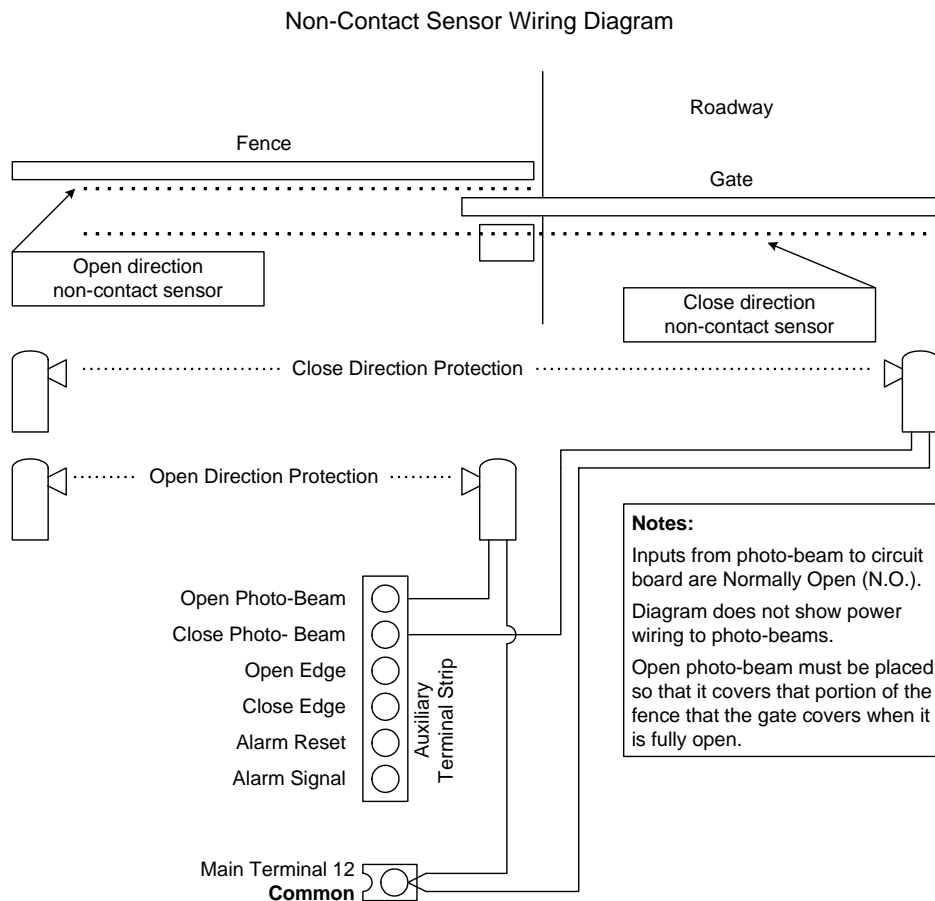 Non-Contact Sensor Wiring Diagram
Roadway
Fence
Gate
Open direction
non-contact sensor
Close direction
non-contact sensor
Close Direction Protection
Open Direction Protection
Notes:
Inputs from photo-beam to circuit
board are Normally Open (N.O.).
Diagram does not show power
wiring to photo-beams.
Open photo-beam must be placed
so that it covers that portion of the
fence that the gate covers when it
is fully open.
Open Photo-Beam
Close Photo- Beam
Open Edge
Close Edge
Alarm Reset
Alarm Signal
Auxiliary
Terminal Strip
Main Terminal 12
Common